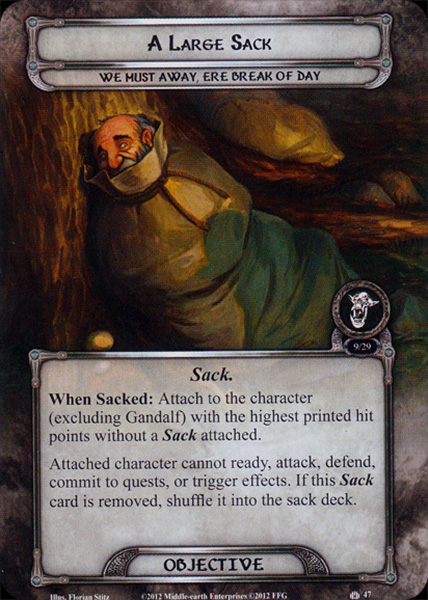 A Large Sack
We Must Away, Ere Break of Day
9/29
Sack.
When Sacked: Attach to the character
(excluding Gandalf) with the highest printed hit
points without a Sack attached.
Attached character cannot ready, attack, defend,
commit to quests, or trigger effects. If this Sack
card is removed, shuffle it into the sack deck.
Objective
Illus. Florian Stitz ©2012 Middle-earth Enterprises ©2012 FFG 47